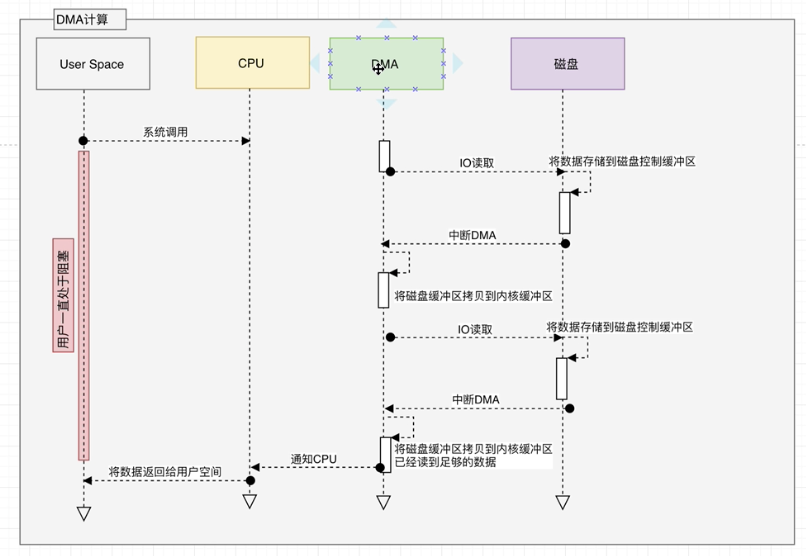 DMA计算
User Space
CPU
DMA
磁盘
系统调用
IO读取
将数据存储到磁盘控制缓冲区
中断DMA
用户一直处于阻塞
将磁盘缓冲区拷贝到内核缓冲区
IO读取
将数据存储到磁盘控制缓冲区
中断DMA
将磁盘缓冲区拷贝到内核缓冲区
已经读到足够的数据
通知CPU
将数据返回给用户空间